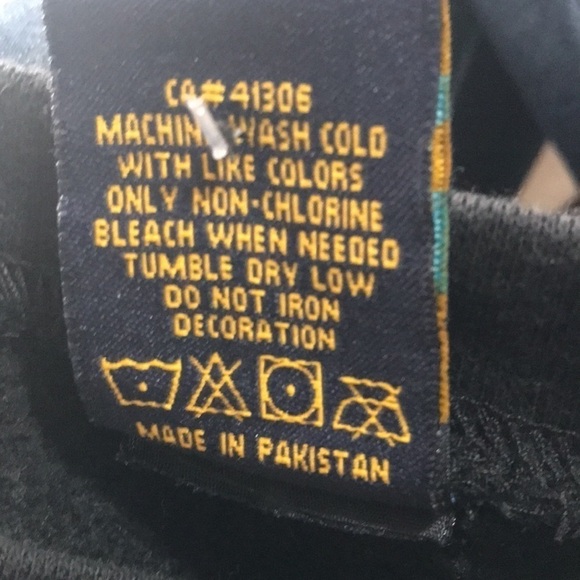 CA#41306
MACHINE WASH COLD
WITH LIKE COLORS
ONLY NON-CHLORINE
BLEACH WHEN NEEDED
TUMBLE DRY LOW
DO NOT IRON
DECORATION
MADE IN PAKISTAN